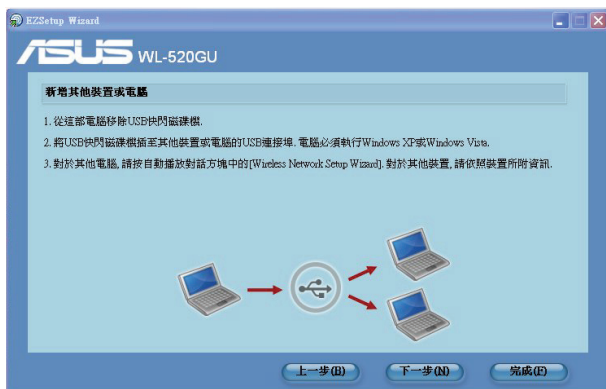 EZSetup Wizard
ASUS WL-520GU
新增其他裝置或電腦
1. 從這部電腦移除USB快閃磁碟機.
2. 將USB快閃磁碟機插至其他裝置或電腦的USB連接埠. 電腦必須執行Windows XP或Windows Vista.
3. 對於其他電腦, 請按自動播放對話方塊中的[Wireless Network Setup Wizard]. 對於其他裝置, 請依照裝置所附資訊.
上一步(B) 下一步(N) 完成(F)